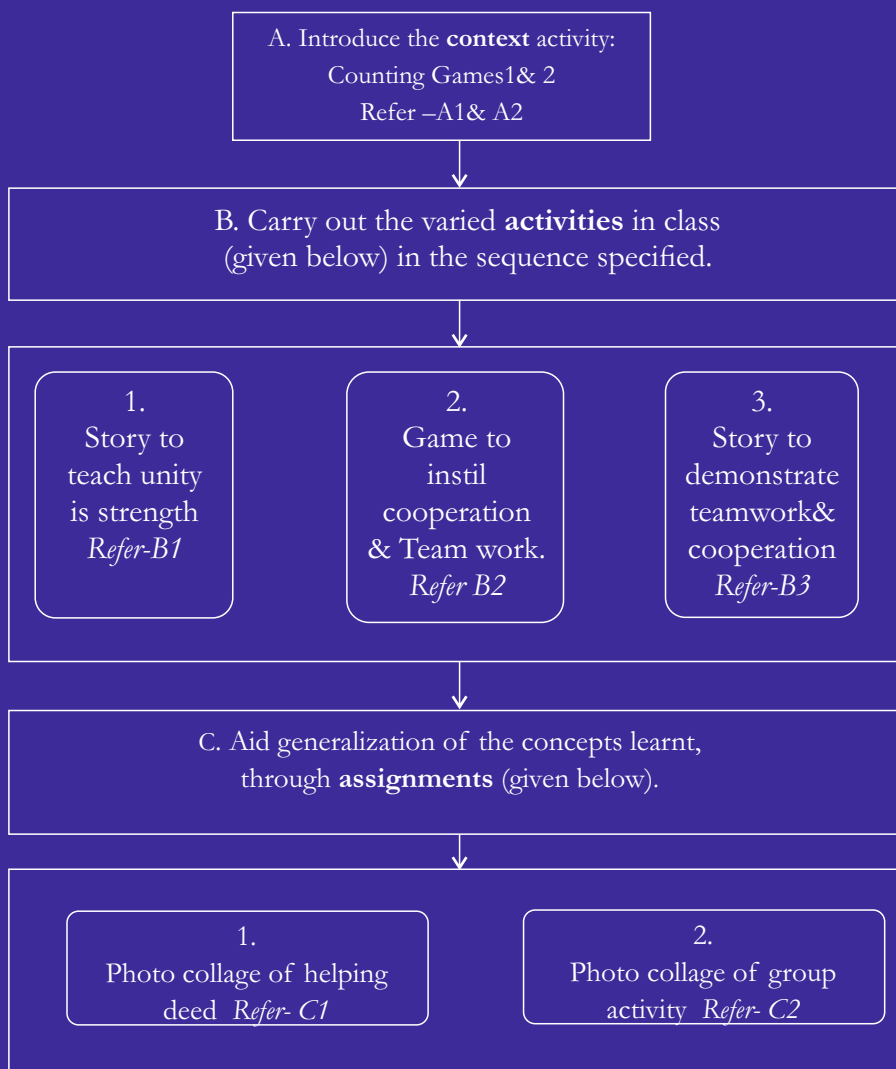 A. Introduce the context activity:
Counting Games1& 2
Refer –A1& A2
B. Carry out the varied activities in class
(given below) in the sequence specified.
1.
Story to
teach unity
is strength
Refer-B1
2.
Game to
instil
cooperation
& Team work.
Refer B2
3.
Story to
demonstrate
teamwork&
cooperation
Refer-B3
C. Aid generalization of the concepts learnt,
through assignments (given below).
1.
Photo collage of helping
deed Refer- C1
2.
Photo collage of group
activity Refer- C2